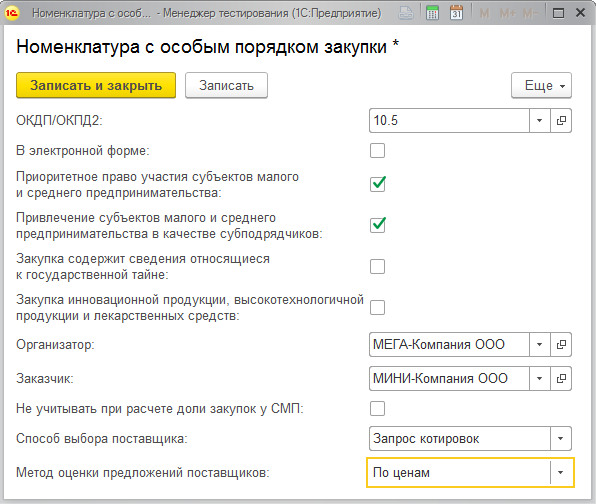 Номенклатура с особ... - Менеджер тестирования (1С:Предприятие)
M M+ M-
Номенклатура с особым порядком закупки *
Записать и закрыть Записать Еще
ОКДП/ОКПД2: 10.5
В электронной форме:
Приоритетное право участия субъектов малого
и среднего предпринимательства:
Привлечение субъектов малого и среднего
предпринимательства в качестве субподрядчиков:
Закупка содержит сведения относящиеся
к государственной тайне:
Закупка инновационной продукции, высокотехнологичной
продукции и лекарственных средств:
Организатор: МЕГА-Компания ООО
Заказчик: МИНИ-Компания ООО
Не учитывать при расчете доли закупок у СМП:
Способ выбора поставщика: Запрос котировок
Метод оценки предложений поставщиков: По ценам